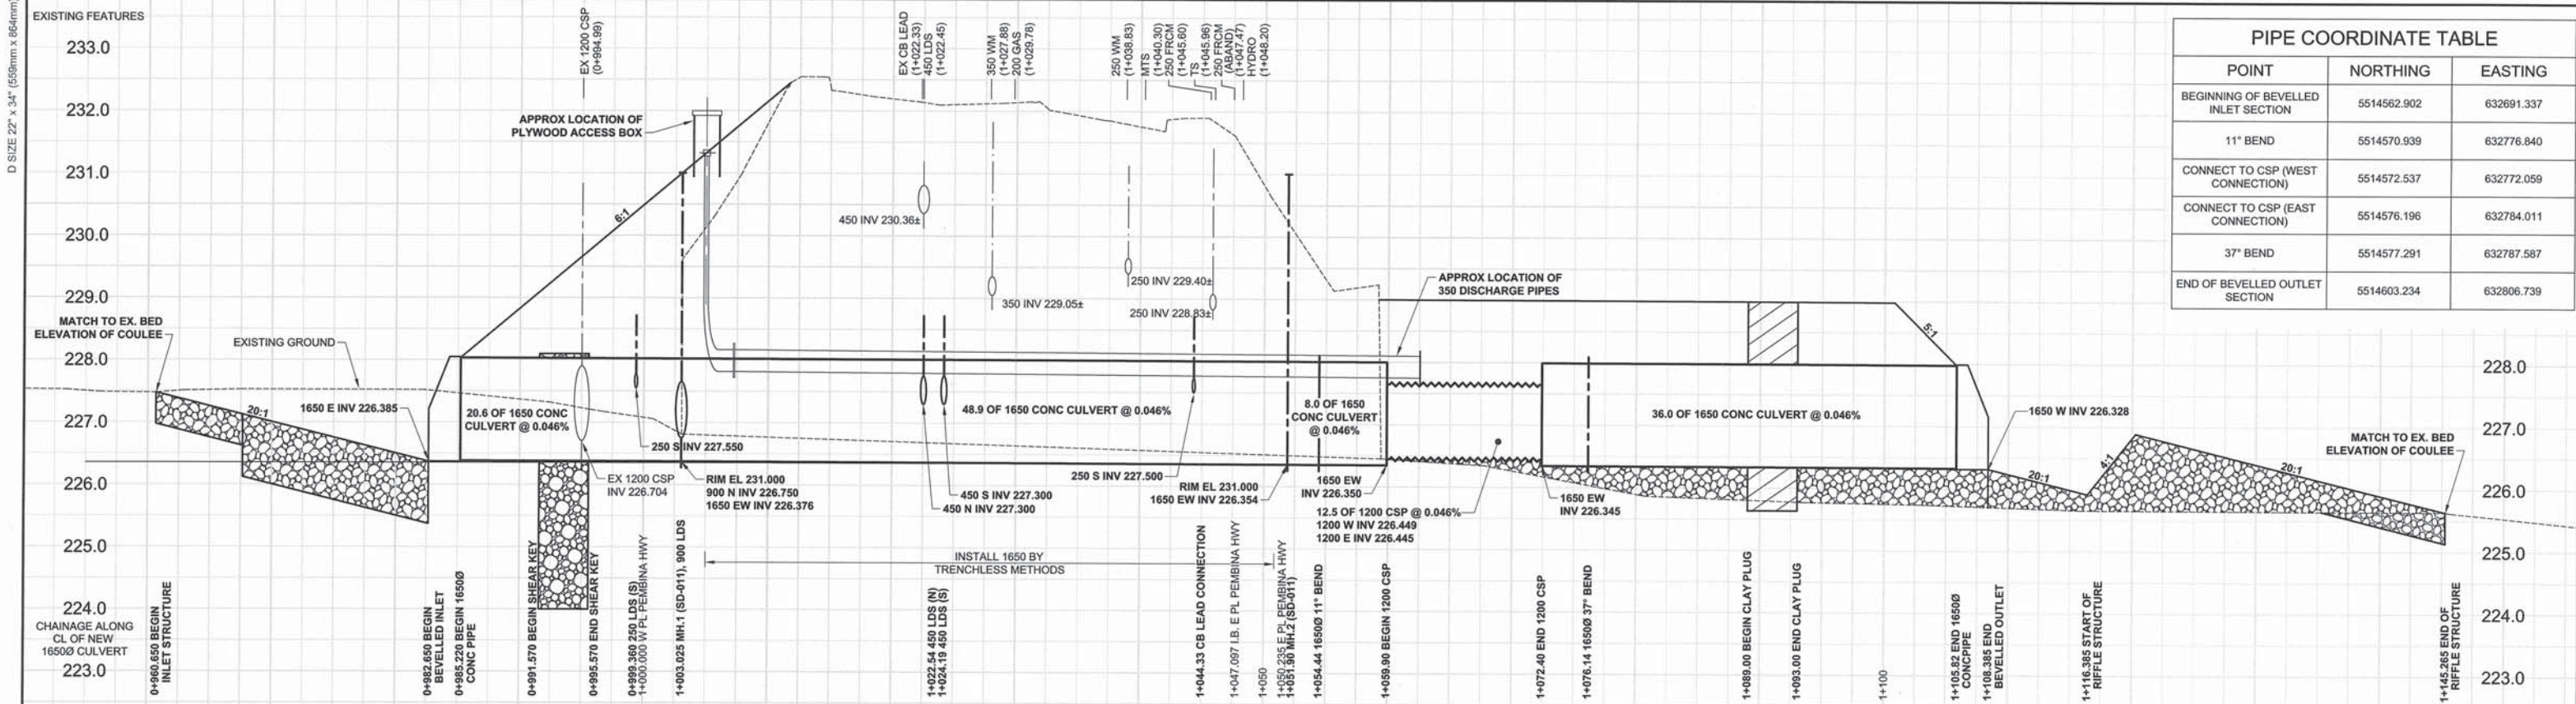 D SIZE 22" x 34" (559mm x 864mm)
EXISTING FEATURES
233.0
232.0
231.0
230.0
229.0
228.0
227.0
226.0
225.0
224.0
223.0
CHAINAGE ALONG
CL OF NEW
1650Ø CULVERT
EX 1200 CSP
(0+994.99)
EX CB LEAD
(1+022.33)
450 LDS
(1+022.45)
350 WM
(1+027.88)
200 GAS
(1+029.78)
250 WM
(1+038.83)
MTS
(1+040.30)
250 FRCM
(1+045.60)
TS
(1+045.96)
250 FRCM
(ABAND)
(1+047.47)
HYDRO
(1+048.20)
APPROX LOCATION OF
PLYWOOD ACCESS BOX
6:1
450 INV 230.36±
350 INV 229.05±
250 INV 229.40±
250 INV 228.83±
APPROX LOCATION OF
350 DISCHARGE PIPES
MATCH TO EX. BED
ELEVATION OF COULEE
EXISTING GROUND
20:1
1650 E INV 226.385
20.6 OF 1650 CONC
CULVERT @ 0.046%
250 S INV 227.550
EX 1200 CSP
INV 226.704
RIM EL 231.000
900 N INV 226.750
1650 EW INV 226.376
48.9 OF 1650 CONC CULVERT @ 0.046%
450 S INV 227.300
450 N INV 227.300
250 S INV 227.500
RIM EL 231.000
1650 EW INV 226.354
8.0 OF 1650
CONC CULVERT
@ 0.046%
1650 EW
INV 226.350
12.5 OF 1200 CSP @ 0.046%
1200 W INV 226.449
1200 E INV 226.445
1650 EW
INV 226.345
36.0 OF 1650 CONC CULVERT @ 0.046%
5:1
1650 W INV 226.328
20:1
4:1
20:1
MATCH TO EX. BED
ELEVATION OF COULEE
INSTALL 1650 BY
TRENCHLESS METHODS
0+960.650 BEGIN
INLET STRUCTURE
0+982.650 BEGIN
BEVELLED INLET
0+985.220 BEGIN 1650Ø
CONC PIPE
0+991.570 BEGIN SHEAR KEY
0+995.570 END SHEAR KEY
0+999.360 250 LDS (S)
1+000.000 W PL PEMBINA HWY
1+003.025 MH.1 (SD-011), 900 LDS
1+022.54 450 LDS (N)
1+024.19 450 LDS (S)
1+044.33 CB LEAD CONNECTION
1+047.097 I.B. E PL PEMBINA HWY
1+050
1+050.235 E PL PEMBINA HWY
1+051.90 MH.2 (SD-011)
1+054.44 1650Ø 11° BEND
1+059.90 BEGIN 1200 CSP
1+072.40 END 1200 CSP
1+076.14 1650Ø 37° BEND
1+089.00 BEGIN CLAY PLUG
1+093.00 END CLAY PLUG
1+100
1+105.82 END 1650Ø
CONCPIPE
1+108.385 END
BEVELLED OUTLET
1+116.385 START OF
RIFFLE STRUCTURE
1+145.265 END OF
RIFFLE STRUCTURE
228.0
227.0
226.0
225.0
224.0
223.0
PIPE COORDINATE TABLE
POINT NORTHING EASTING
BEGINNING OF BEVELLED
INLET SECTION 5514562.902 632691.337
11° BEND 5514570.939 632776.840
CONNECT TO CSP (WEST
CONNECTION) 5514572.537 632772.059
CONNECT TO CSP (EAST
CONNECTION) 5514576.196 632784.011
37° BEND 5514577.291 632787.587
END OF BEVELLED OUTLET
SECTION 5514603.234 632806.739